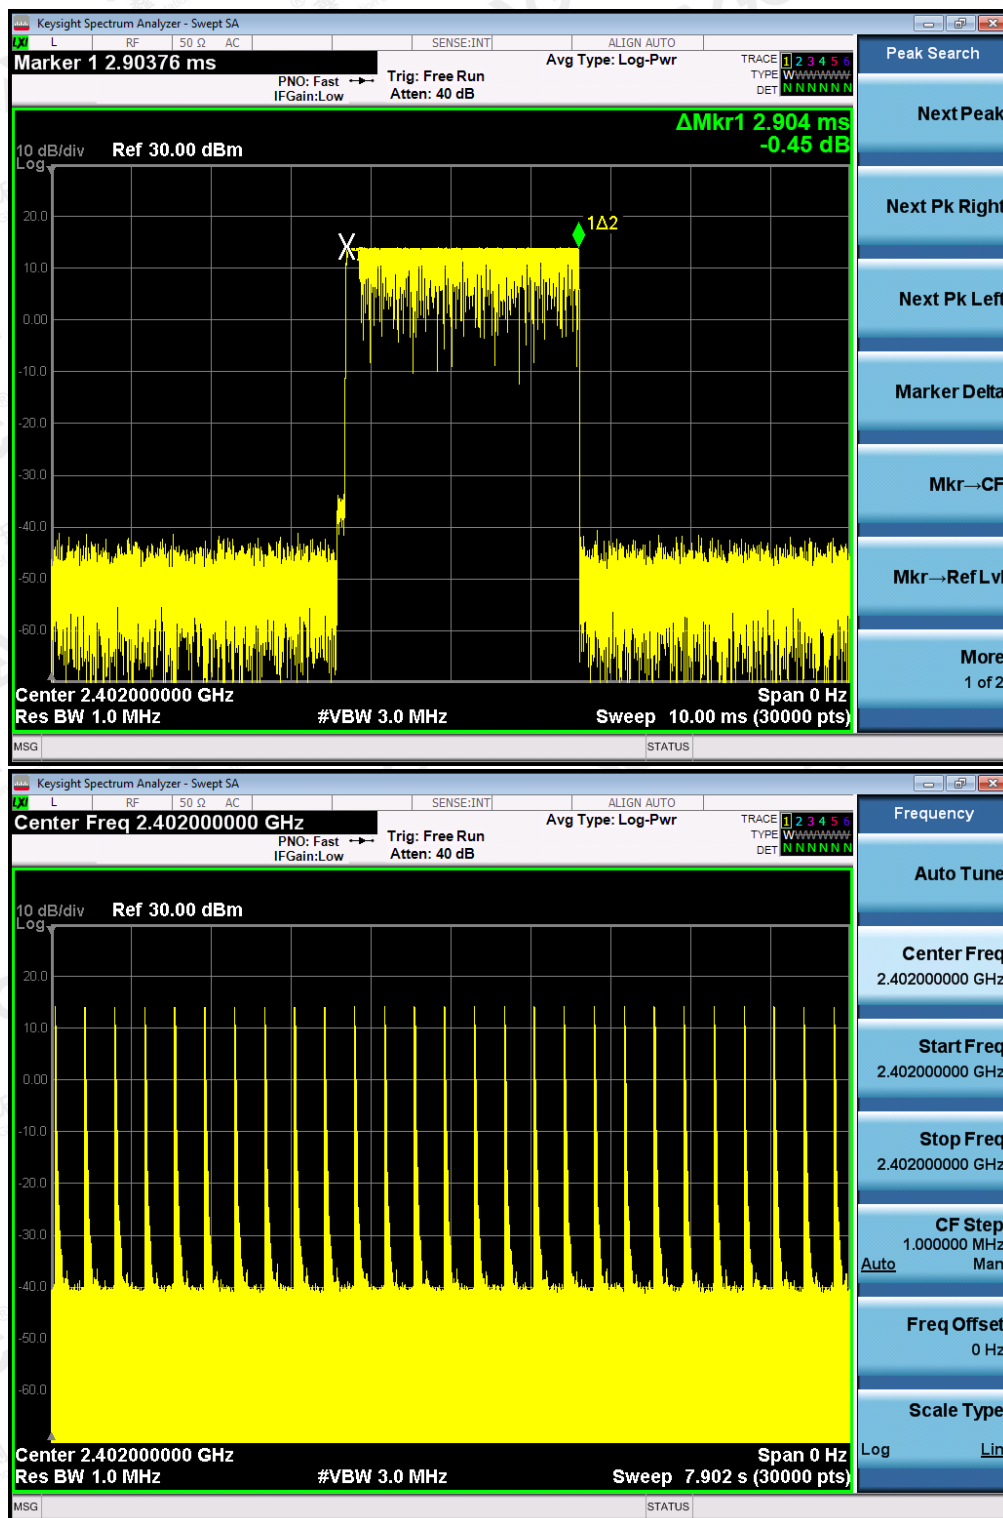 Keysight Spectrum Analyzer - Swept SA
LXI L RF 50 Ω AC SENSE:INT ALIGN AUTO
Marker 1 2.90376 ms
PNO: Fast
IFGain:Low
Trig: Free Run
Atten: 40 dB
Avg Type: Log-Pwr
TRACE 1 2 3 4 5 6
TYPE WWWWWW
DET N N N N N N
Peak Search
Next Peak
Next Pk Right
Next Pk Left
Marker Delta
Mkr→CF
Mkr→Ref Lvl
More
1 of 2
ΔMkr1 2.904 ms
-0.45 dB
10 dB/div Ref 30.00 dBm
Log
20.0
10.0
0.00
-10.0
-20.0
-30.0
-40.0
-50.0
-60.0
X
1Δ2
Center 2.402000000 GHz Span 0 Hz
Res BW 1.0 MHz #VBW 3.0 MHz Sweep 10.00 ms (30000 pts)
MSG STATUS
Keysight Spectrum Analyzer - Swept SA
LXI L RF 50 Ω AC SENSE:INT ALIGN AUTO
Center Freq 2.402000000 GHz
PNO: Fast
IFGain:Low
Trig: Free Run
Atten: 40 dB
Avg Type: Log-Pwr
TRACE 1 2 3 4 5 6
TYPE WWWWWW
DET N N N N N N
Frequency
Auto Tune
Center Freq
2.402000000 GHz
Start Freq
2.402000000 GHz
Stop Freq
2.402000000 GHz
CF Step
1.000000 MHz
Auto Man
Freq Offset
0 Hz
Scale Type
Log Lin
10 dB/div Ref 30.00 dBm
Log
20.0
10.0
0.00
-10.0
-20.0
-30.0
-40.0
-50.0
-60.0
Center 2.402000000 GHz Span 0 Hz
Res BW 1.0 MHz #VBW 3.0 MHz Sweep 7.902 s (30000 pts)
MSG STATUS